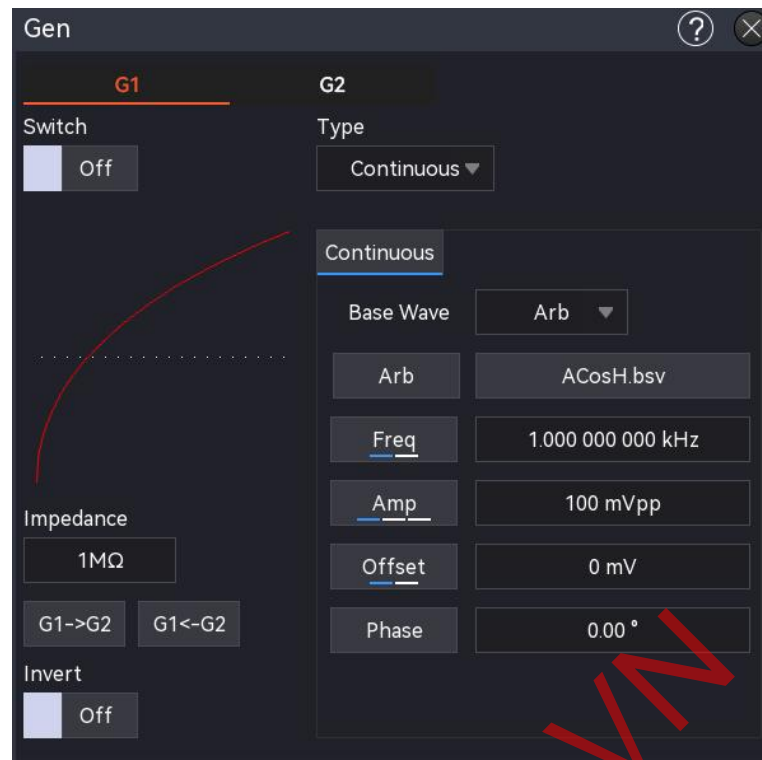 Gen ?
G1 G2
Switch Type
Off Continuous
Continuous
Base Wave Arb
Arb ACosH.bsv
Freq 1.000 000 000 kHz
Amp 100 mVpp
Impedance
1MΩ Offset 0 mV
G1->G2 G1<-G2 Phase 0.00 °
Invert
Off
VN